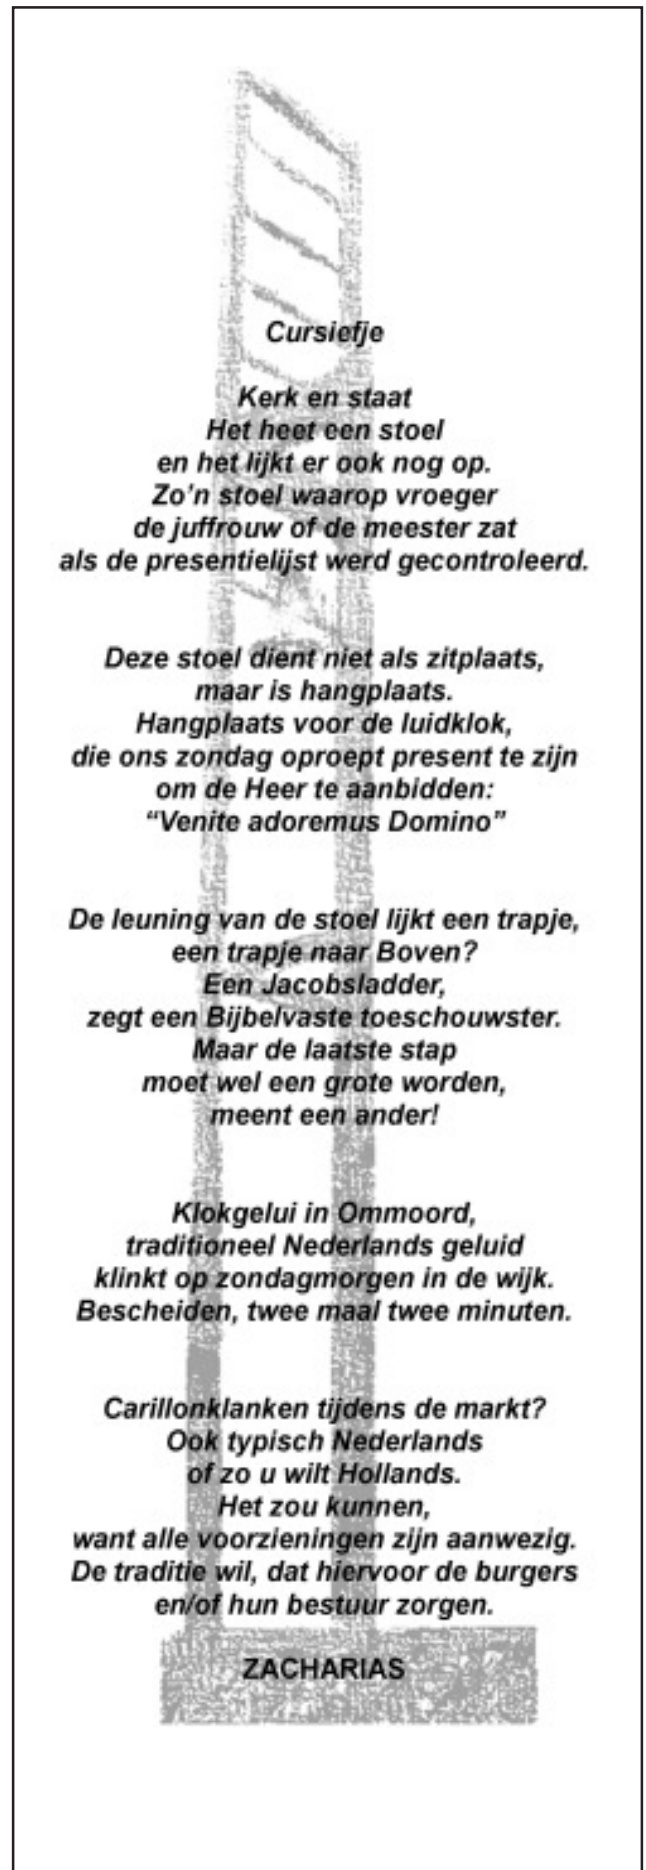 Cursiefje
Kerk en staat
Het heet een stoel
en het lijkt er ook nog op.
Zo’n stoel waarop vroeger
de juffrouw of de meester zat
als de presentielijst werd gecontroleerd.
Deze stoel dient niet als zitplaats,
maar is hangplaats.
Hangplaats voor de luidklok,
die ons zondag oproept present te zijn
om de Heer te aanbidden:
“Venite adoremus Domino”
De leuning van de stoel lijkt een trapje,
een trapje naar Boven?
Een Jacobsladder,
zegt een Bijbelvaste toeschouwster.
Maar de laatste stap
moet wel een grote worden,
meent een ander!
Klokgelui in Ommoord,
traditioneel Nederlands geluid
klinkt op zondagmorgen in de wijk.
Bescheiden, twee maal twee minuten.
Carillonklanken tijdens de markt?
Ook typisch Nederlands
of zo u wilt Hollands.
Het zou kunnen,
want alle voorzieningen zijn aanwezig.
De traditie wil, dat hiervoor de burgers
en/of hun bestuur zorgen.
ZACHARIAS